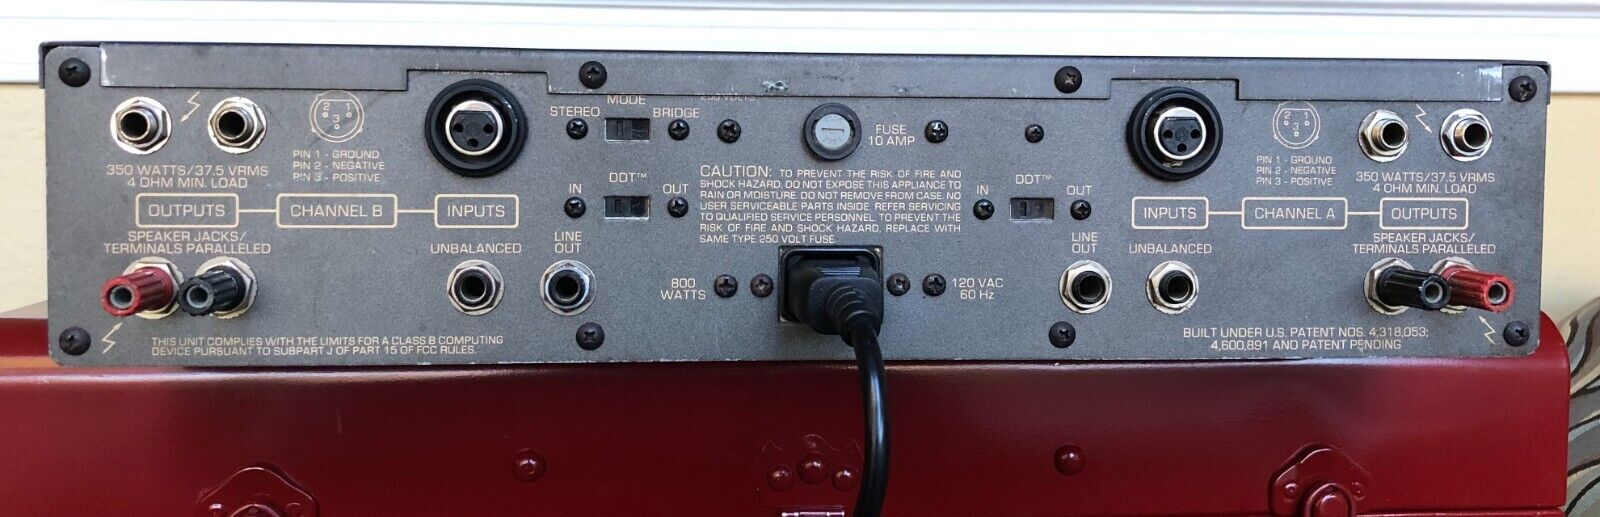 2 1
3
PIN 1 - GROUND
PIN 2 - NEGATIVE
PIN 3 - POSITIVE
350 WATTS/37.5 VRMS
4 OHM MIN. LOAD
OUTPUTS
CHANNEL B
INPUTS
SPEAKER JACKS/
TERMINALS PARALLELED
UNBALANCED
LINE
OUT
THIS UNIT COMPLIES WITH THE LIMITS FOR A CLASS B COMPUTING
DEVICE PURSUANT TO SUBPART J OF PART 15 OF FCC RULES.
MODE
STEREO
BRIDGE
DDT™
IN
OUT
250 VOLTS
FUSE
10 AMP
CAUTION: TO PREVENT THE RISK OF FIRE AND
SHOCK HAZARD, DO NOT EXPOSE THIS APPLIANCE TO
RAIN OR MOISTURE. DO NOT REMOVE FROM CASE. NO
USER SERVICEABLE PARTS INSIDE. REFER SERVICING
TO QUALIFIED SERVICE PERSONNEL. TO PREVENT THE
RISK OF FIRE AND SHOCK HAZARD, REPLACE WITH
SAME TYPE 250 VOLT FUSE.
800
WATTS
120 VAC
60 Hz
DDT™
IN
OUT
LINE
OUT
UNBALANCED
2 1
3
PIN 1 - GROUND
PIN 2 - NEGATIVE
PIN 3 - POSITIVE
350 WATTS/37.5 VRMS
4 OHM MIN. LOAD
INPUTS
CHANNEL A
OUTPUTS
SPEAKER JACKS/
TERMINALS PARALLELED
BUILT UNDER U.S. PATENT NOS. 4,318,053;
4,600,891 AND PATENT PENDING